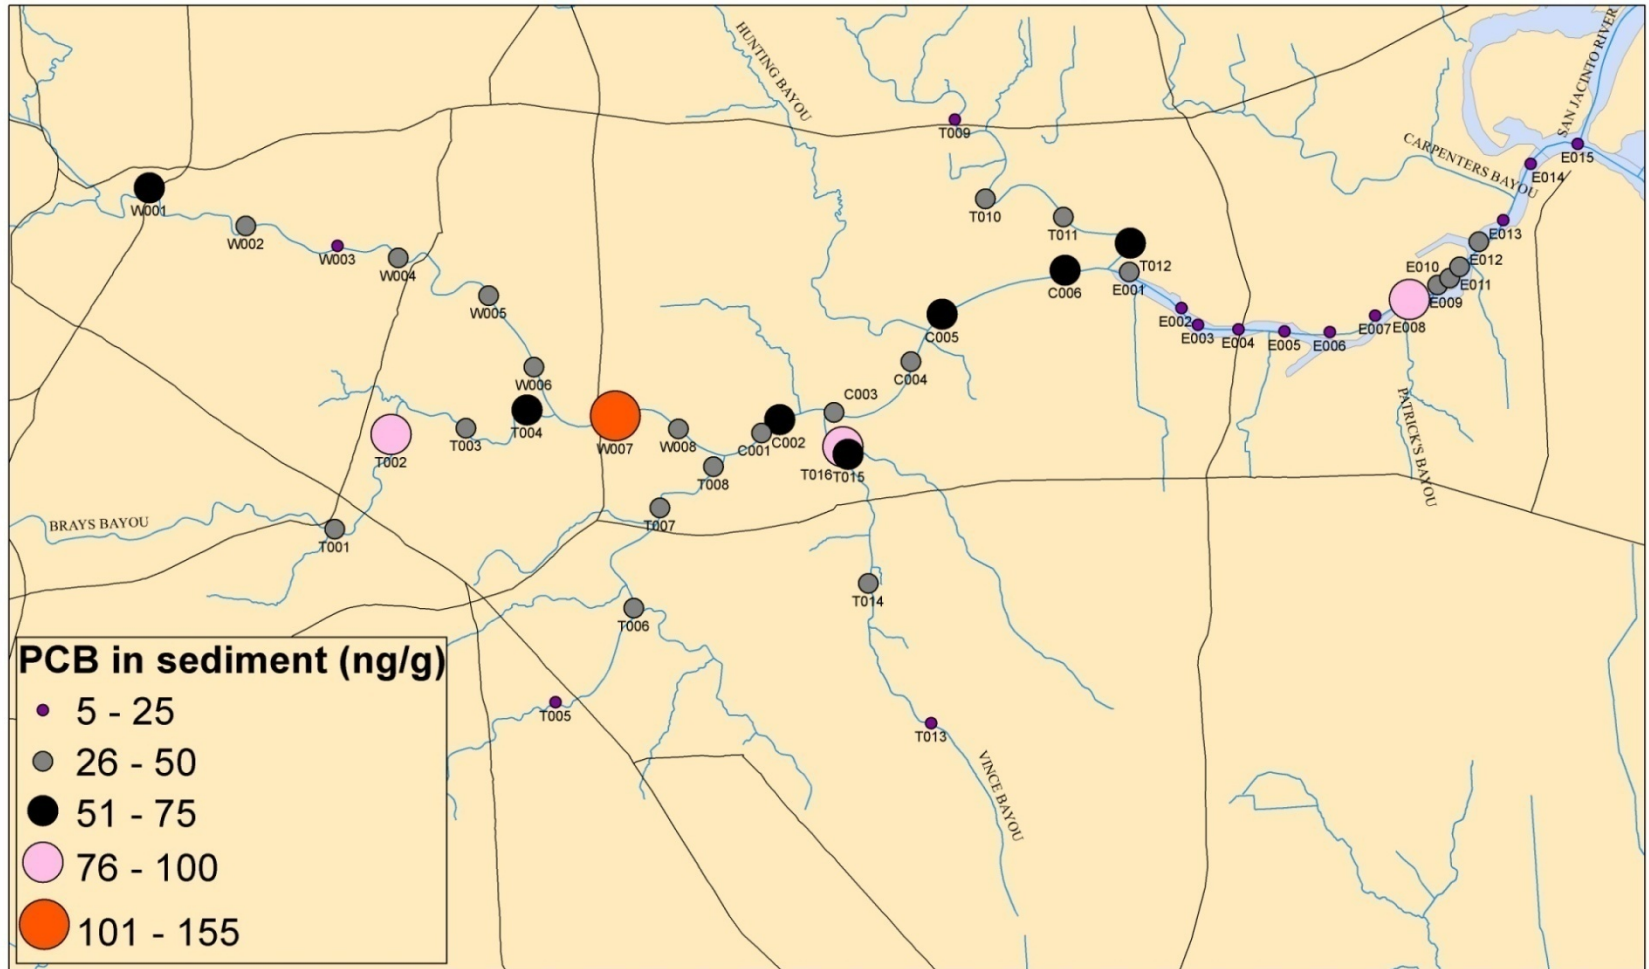 HUNTING BAYOU
SAN JACINTO RIVER
T009
CARPENTERS BAYOU
E015
E014
W001
T010
W002
T011
E013
W003
T012
E012
W004
E010
E001
E011
W005
E009
E002
E003
E004
E005
E006
E007
E008
C006
C005
W006
C004
C003
T002
T003
T004
W007
W008
C001
C002
T008
T016
T015
PATRICK'S BAYOU
BRAYS BAYOU
T001
T007
T014
T006
T005
T013
VINCE BAYOU
PCB in sediment (ng/g)
5 - 25
26 - 50
51 - 75
76 - 100
101 - 155